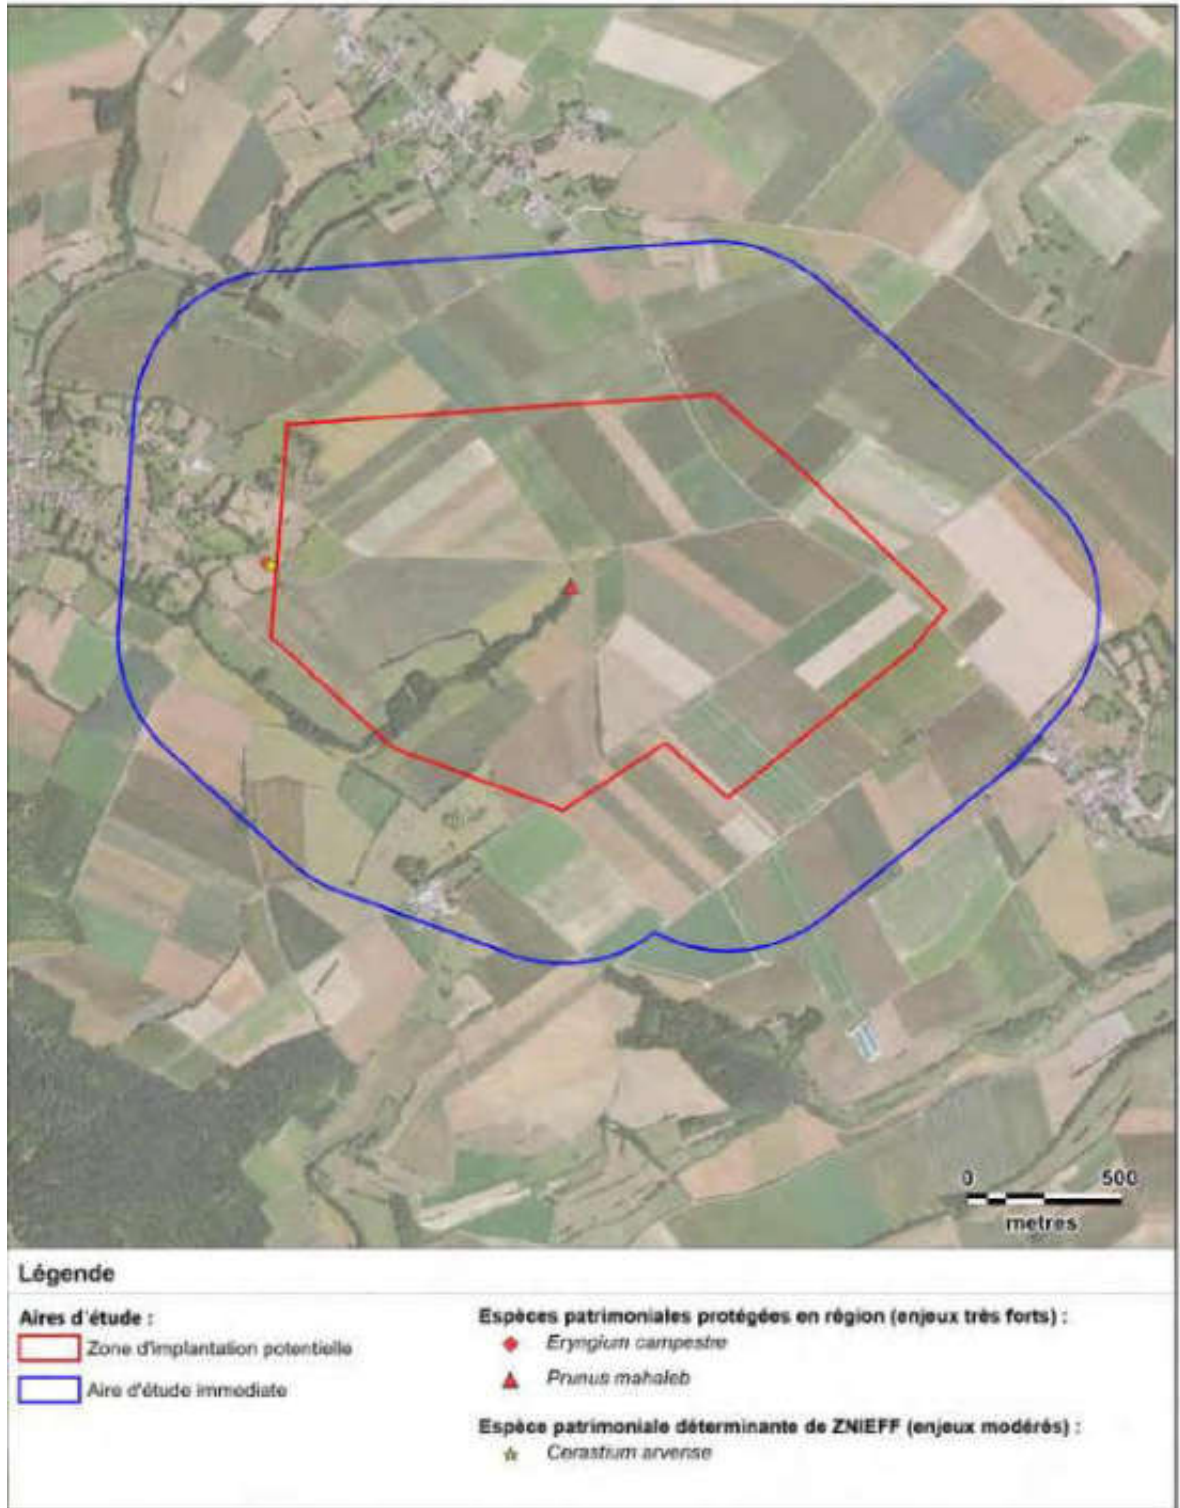 0 500
metres
Légende
Aires d'étude :
Zone d'implantation potentielle
Aire d'étude immediate
Espèces patrimoniales protégées en région (enjeux très forts) :
Eryngium campestre
Prunus mahaleb
Espèce patrimoniale déterminante de ZNIEFF (enjeux modérés) :
Cerastium arvense